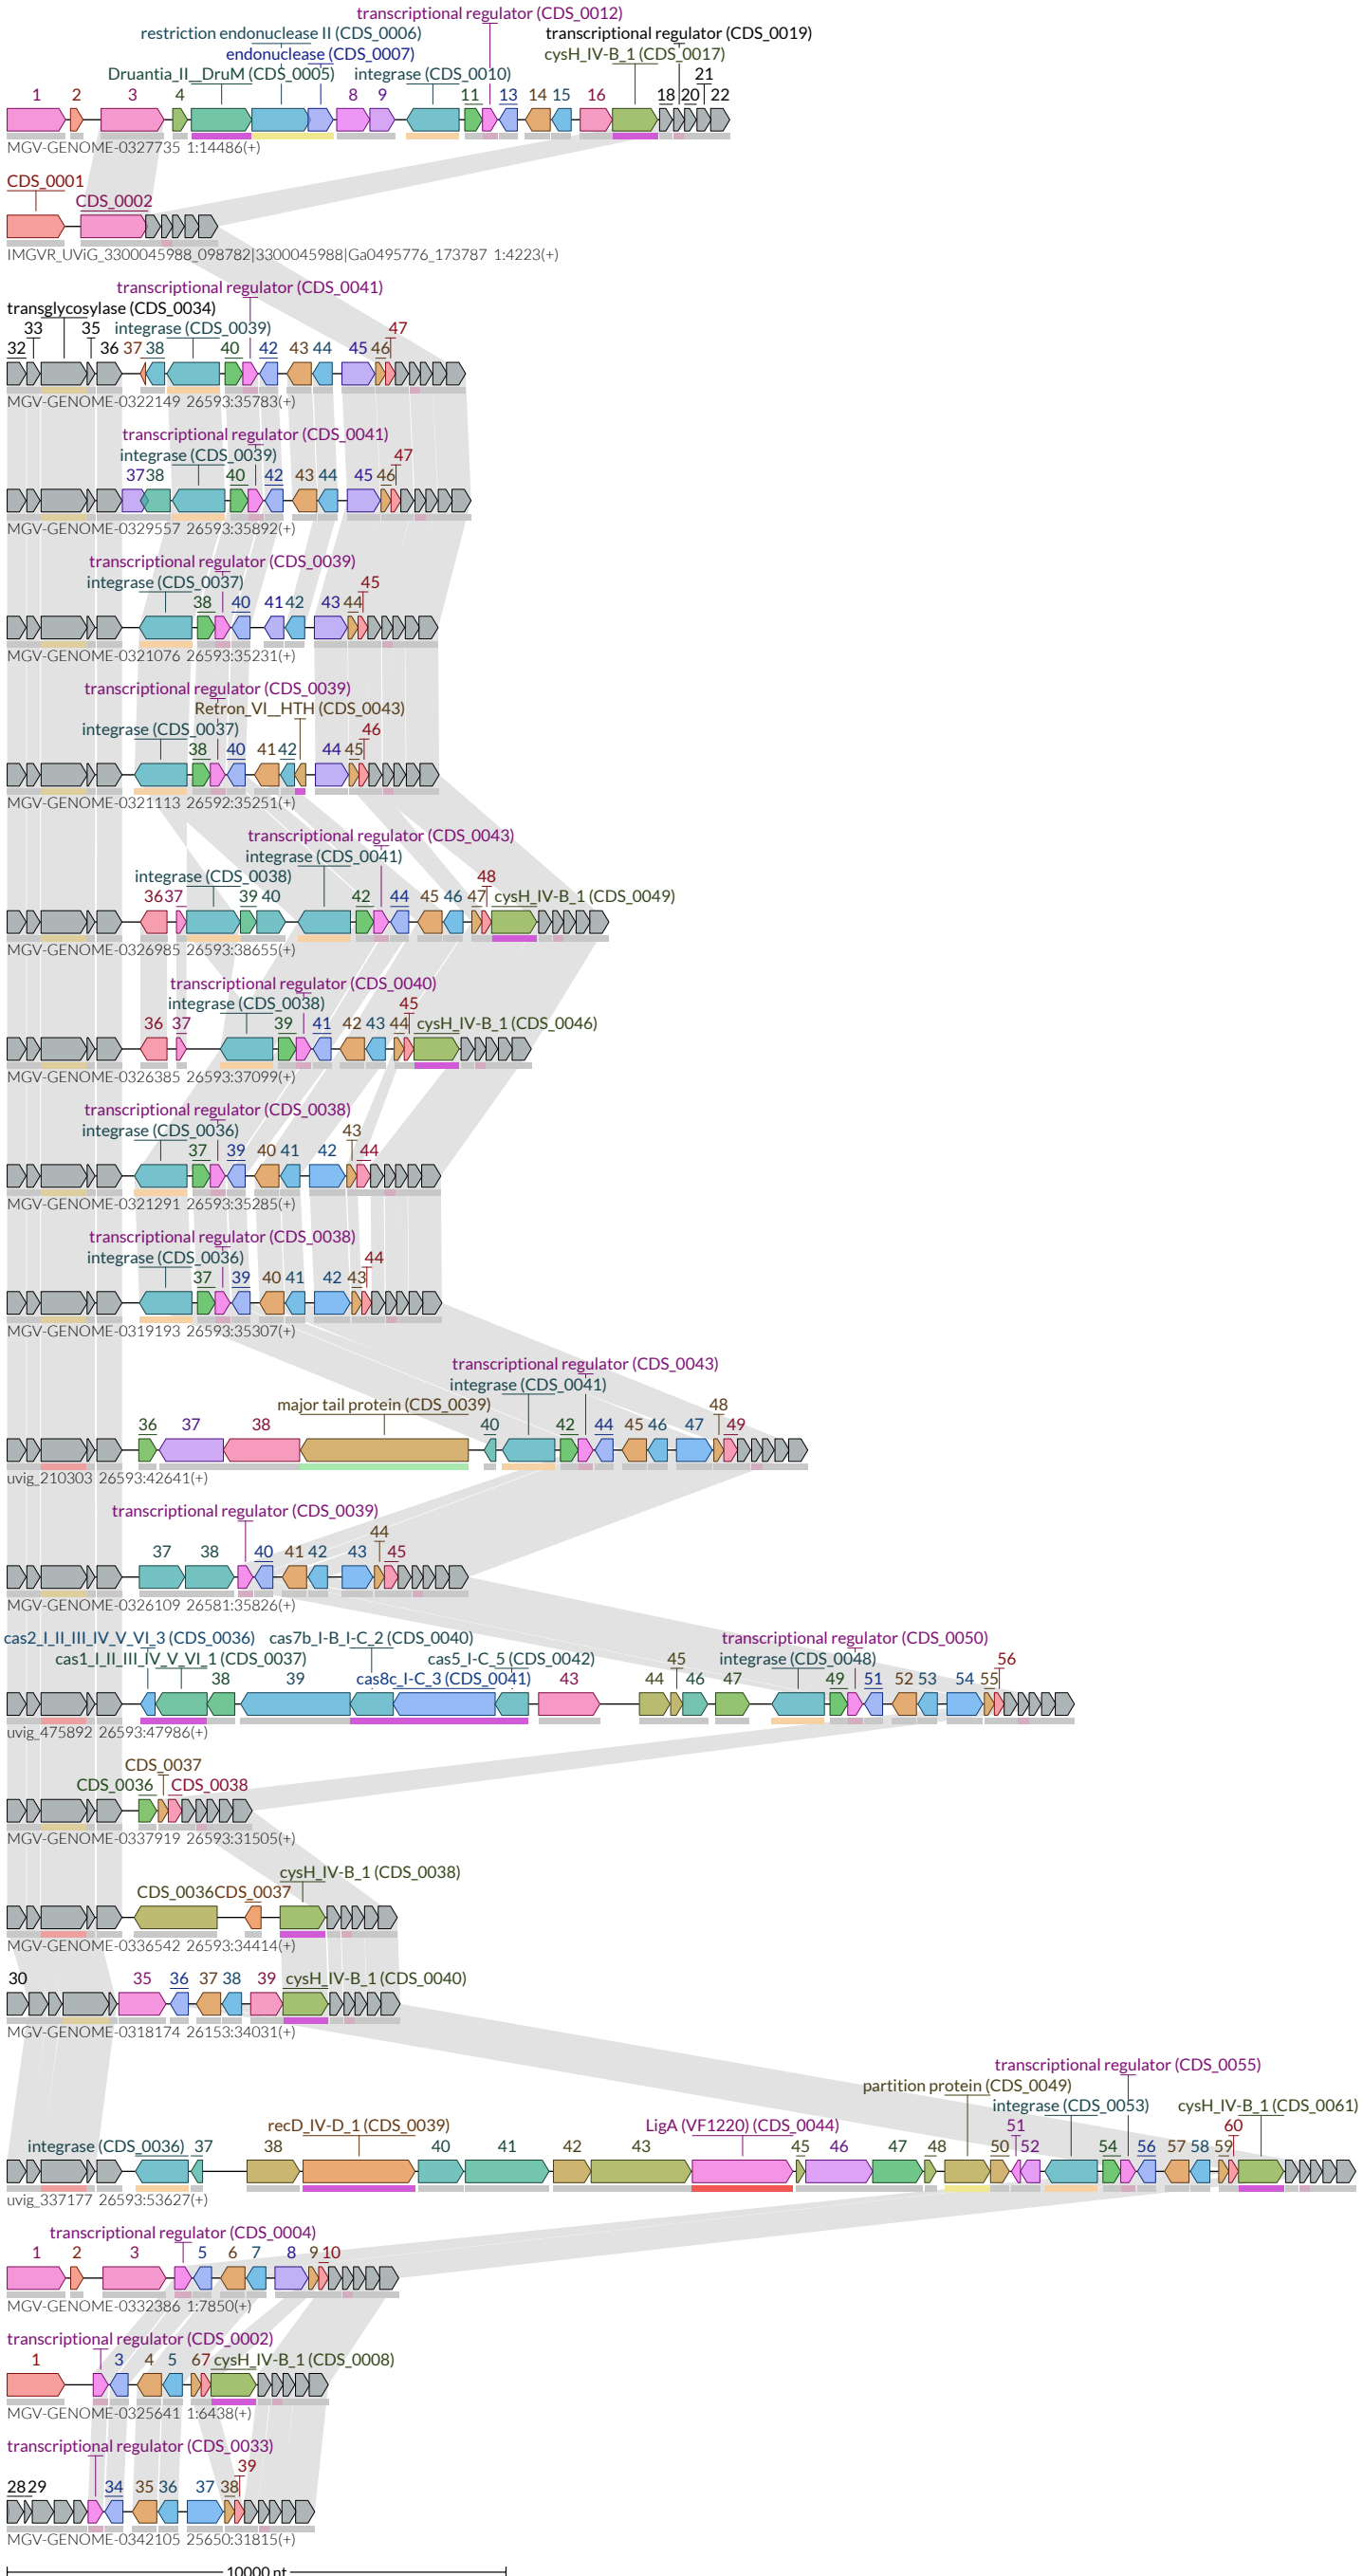 transcriptional regulator (CDS_0012)
restriction endonuclease II (CDS_0006) transcriptional regulator (CDS_0019)
endonuclease (CDS_0007) cysH_IV-B_1 (CDS_0017)
Druantia_II__DruM (CDS_0005) integrase (CDS_0010) 21
1 2 3 4 8 9 11 13 14 15 16 18 20 22
MGV-GENOME-0327735 1:14486(+)
CDS_0001
CDS_0002
IMGVR_UViG_3300045988_098782|3300045988|Ga0495776_173787 1:4223(+)
transcriptional regulator (CDS_0041)
transglycosylase (CDS_0034)
33 35 integrase (CDS_0039) 47
32 36 37 38 40 42 43 44 45 46
MGV-GENOME-0322149 26593:35783(+)
transcriptional regulator (CDS_0041)
integrase (CDS_0039) 47
37 38 40 42 43 44 45 46
MGV-GENOME-0329557 26593:35892(+)
transcriptional regulator (CDS_0039)
integrase (CDS_0037) 45
38 40 41 42 43 44
MGV-GENOME-0321076 26593:35231(+)
transcriptional regulator (CDS_0039)
Retron_VI__HTH (CDS_0043)
integrase (CDS_0037) 46
38 40 41 42 44 45
MGV-GENOME-0321113 26592:35251(+)
transcriptional regulator (CDS_0043)
integrase (CDS_0041)
integrase (CDS_0038) 48
36 37 39 40 42 44 45 46 47 cysH_IV-B_1 (CDS_0049)
MGV-GENOME-0326985 26593:38655(+)
transcriptional regulator (CDS_0040)
integrase (CDS_0038) 45
36 37 39 41 42 43 44 cysH_IV-B_1 (CDS_0046)
MGV-GENOME-0326385 26593:37099(+)
transcriptional regulator (CDS_0038)
integrase (CDS_0036) 43
37 39 40 41 42 44
MGV-GENOME-0321291 26593:35285(+)
transcriptional regulator (CDS_0038)
integrase (CDS_0036) 44
37 39 40 41 42 43
MGV-GENOME-0319193 26593:35307(+)
transcriptional regulator (CDS_0043)
integrase (CDS_0041)
major tail protein (CDS_0039) 48
36 37 38 40 42 44 45 46 47 49
uvig_210303 26593:42641(+)
transcriptional regulator (CDS_0039)
44
37 38 40 41 42 43 45
MGV-GENOME-0326109 26581:35826(+)
cas2_I_II_III_IV_V_VI_3 (CDS_0036) cas7b_I-B_I-C_2 (CDS_0040) transcriptional regulator (CDS_0050)
cas1_I_II_III_IV_V_VI_1 (CDS_0037) cas5_I-C_5 (CDS_0042) 45 integrase (CDS_0048) 56
38 39 cas8c_I-C_3 (CDS_0041) 43 44 46 47 49 51 52 53 54 55
uvig_475892 26593:47986(+)
CDS_0037
CDS_0036 CDS_0038
MGV-GENOME-0337919 26593:31505(+)
cysH_IV-B_1 (CDS_0038)
CDS_0036 CDS_0037
MGV-GENOME-0336542 26593:34414(+)
30 35 36 37 38 39 cysH_IV-B_1 (CDS_0040)
MGV-GENOME-0318174 26153:34031(+)
transcriptional regulator (CDS_0055)
partition protein (CDS_0049)
recD_IV-D_1 (CDS_0039) LigA (VF1220) (CDS_0044) 51 integrase (CDS_0053) 60 cysH_IV-B_1 (CDS_0061)
integrase (CDS_0036) 37 38 40 41 42 43 45 46 47 48 50 52 54 56 57 58 59
uvig_337177 26593:53627(+)
transcriptional regulator (CDS_0004)
1 2 3 5 6 7 8 9 10
MGV-GENOME-0332386 1:7850(+)
transcriptional regulator (CDS_0002)
1 3 4 5 6 7 cysH_IV-B_1 (CDS_0008)
MGV-GENOME-0325641 1:6438(+)
transcriptional regulator (CDS_0033)
39
28 29 34 35 36 37 38
MGV-GENOME-0342105 25650:31815(+)
10000 nt